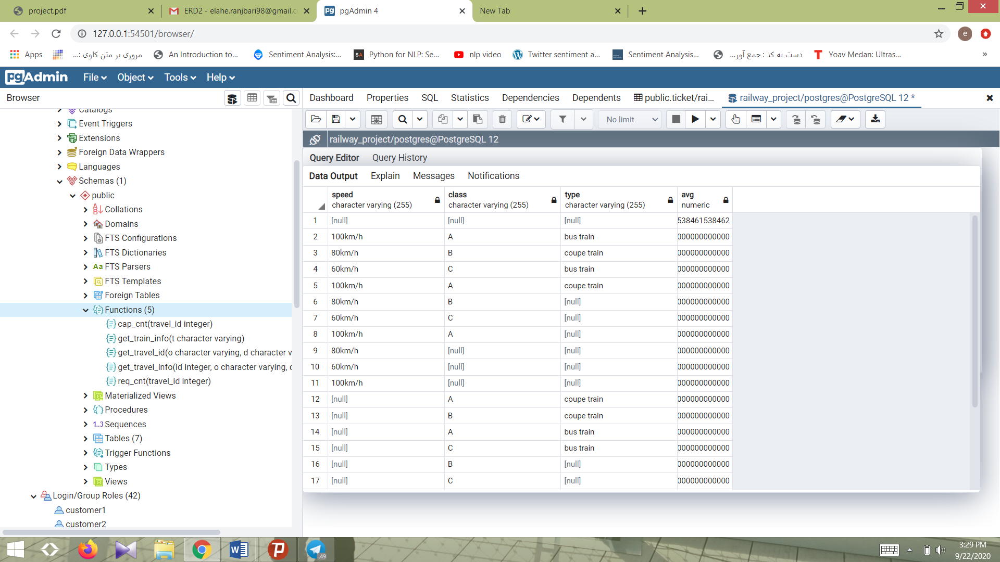 project.pdf
ERD2 - elahe.ranjbari98@gmail.c
pgAdmin 4
New Tab
127.0.0.1:54501/browser/
e
Apps
مروری بر متن کاوی :...
An Introduction to...
Sentiment Analysis:...
SA
Python for NLP: Se...
nlp video
Twitter sentiment a...
Sentiment Analysis...
دست به کد : جمع آور...
Yoav Medan: Ultras...
»
pgAdmin
File
Object
Tools
Help
Browser
Dashboard
Properties
SQL
Statistics
Dependencies
Dependents
public.ticket/rai...
railway_project/postgres@PostgreSQL 12 *
No limit
railway_project/postgres@PostgreSQL 12
Query Editor
Query History
Data Output
Explain
Messages
Notifications
Catalogs
Event Triggers
Extensions
Foreign Data Wrappers
Languages
Schemas (1)
public
Collations
Domains
FTS Configurations
FTS Dictionaries
Aa FTS Parsers
FTS Templates
Foreign Tables
Functions (5)
cap_cnt(travel_id integer)
get_train_info(t character varying)
get_travel_id(o character varying, d character v
get_travel_info(id integer, o character varying,
req_cnt(travel_id integer)
Materialized Views
Procedures
1..3 Sequences
Tables (7)
Trigger Functions
Types
Views
Login/Group Roles (42)
customer1
customer2
speed class type avg
character varying (255) character varying (255) character varying (255) numeric
1 [null] [null] [null] 538461538462
2 100km/h A bus train 000000000000
3 80km/h B coupe train 000000000000
4 60km/h C bus train 000000000000
5 100km/h A coupe train 000000000000
6 80km/h B [null] 000000000000
7 60km/h C [null] 000000000000
8 100km/h A [null] 000000000000
9 80km/h [null] [null] 000000000000
10 60km/h [null] [null] 000000000000
11 100km/h [null] [null] 000000000000
12 [null] A coupe train 000000000000
13 [null] B coupe train 000000000000
14 [null] A bus train 000000000000
15 [null] C bus train 000000000000
16 [null] B [null] 000000000000
17 [null] C [null] 000000000000
..49
3:29 PM
9/22/2020